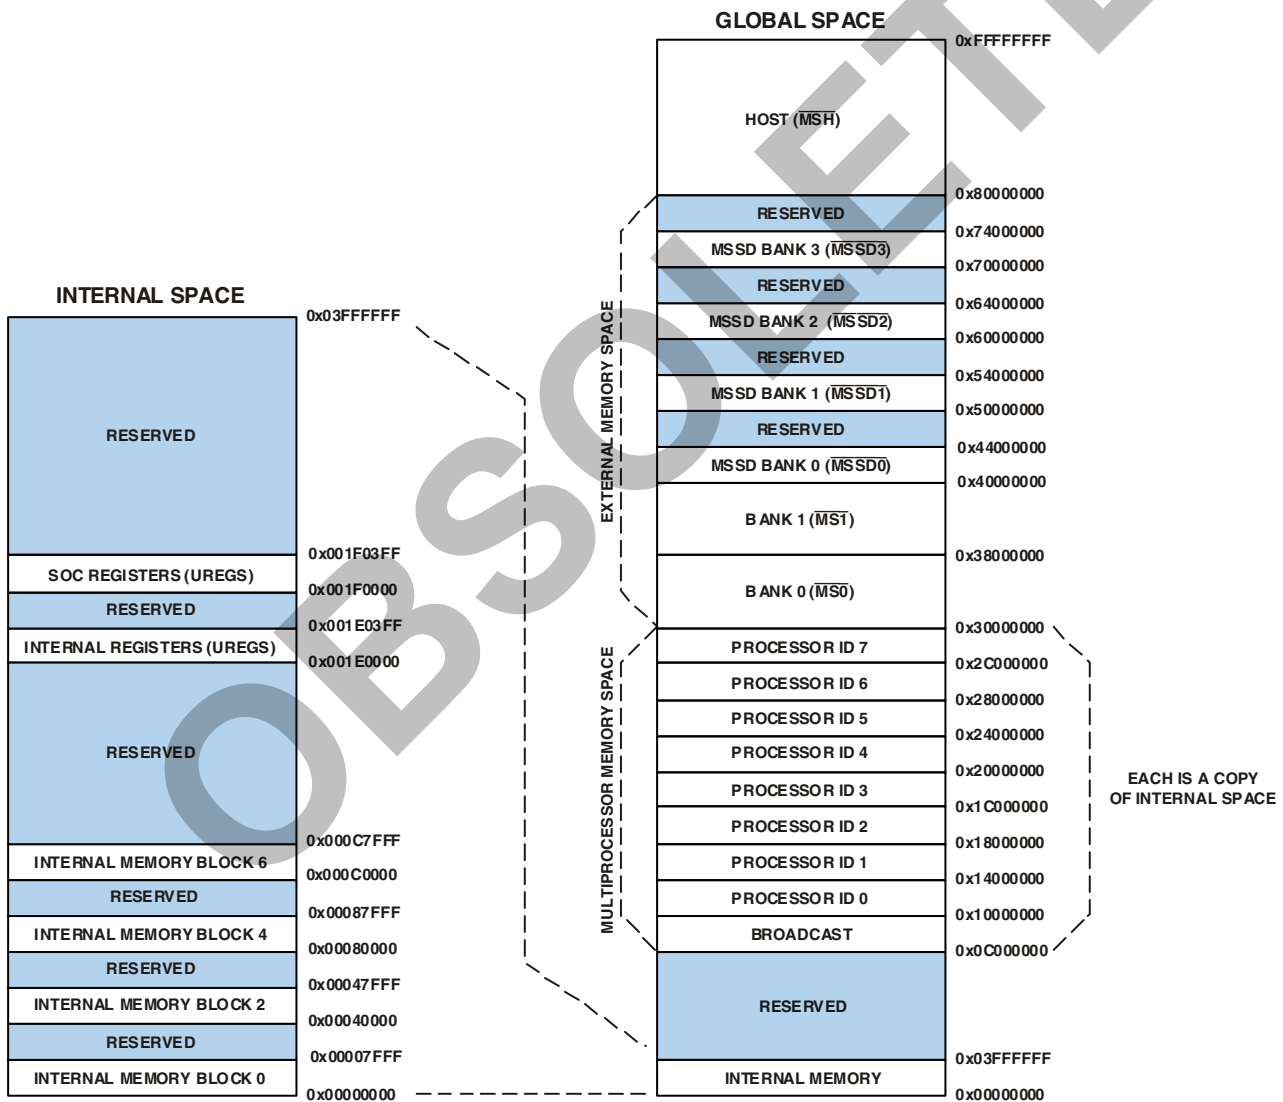 GLOBAL SPACE
0xFFFFFFFF
HOST (MSH)
0x80000000
RESERVED
0x74000000
MSSD BANK 3 (MSSD3)
0x70000000
RESERVED
0x64000000
MSSD BANK 2 (MSSD2)
0x60000000
RESERVED
0x54000000
MSSD BANK 1 (MSSD1)
0x50000000
RESERVED
0x44000000
MSSD BANK 0 (MSSD0)
0x40000000
BANK 1 (MS1)
0x38000000
BANK 0 (MS0)
0x30000000
PROCESSOR ID 7
0x2C000000
PROCESSOR ID 6
0x28000000
PROCESSOR ID 5
0x24000000
PROCESSOR ID 4
0x20000000
PROCESSOR ID 3
0x1C000000
PROCESSOR ID 2
0x18000000
PROCESSOR ID 1
0x14000000
PROCESSOR ID 0
0x10000000
BROADCAST
0x0C000000
RESERVED
0x03FFFFFF
INTERNAL MEMORY
0x00000000
EXTERNAL MEMORY SPACE
MULTIPROCESSOR MEMORY SPACE
EACH IS A COPY
OF INTERNAL SPACE
INTERNAL SPACE
0x03FFFFFF
RESERVED
0x001F03FF
SOC REGISTERS (UREGS)
0x001F0000
RESERVED
0x001E03FF
INTERNAL REGISTERS (UREGS)
0x001E0000
RESERVED
0x000C7FFF
INTERNAL MEMORY BLOCK 6
0x000C0000
RESERVED
0x00087FFF
INTERNAL MEMORY BLOCK 4
0x00080000
RESERVED
0x00047FFF
INTERNAL MEMORY BLOCK 2
0x00040000
RESERVED
0x00007FFF
INTERNAL MEMORY BLOCK 0
0x00000000
OBSOLETE